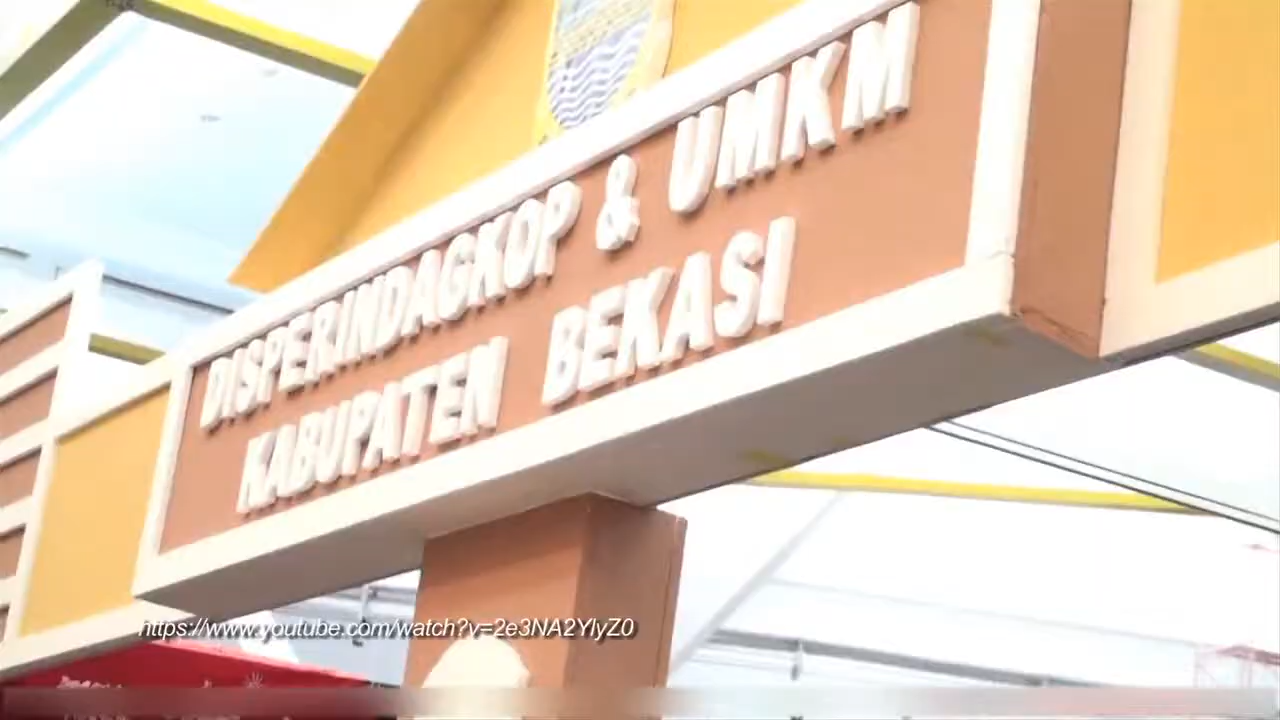 DISPERINDAGKOP & UMKM
KABUPATEN BEKASI
https://www.youtube.com/watch?v=2e3NA2YlyZ0